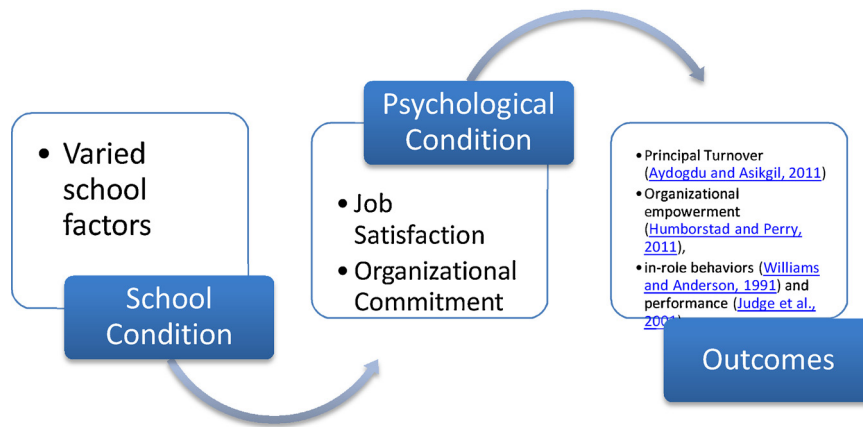 • Varied
school
factors
School
Condition
Psychological
Condition
• Job
Satisfaction
• Organizational
Commitment
• Principal Turnover
(Aydogdu and Asikgil, 2011)
• Organizational
empowerment
(Humborstad and Perry,
2011),
• in-role behaviors (Williams
and Anderson, 1991) and
performance (Judge et al.,
2001)
Outcomes